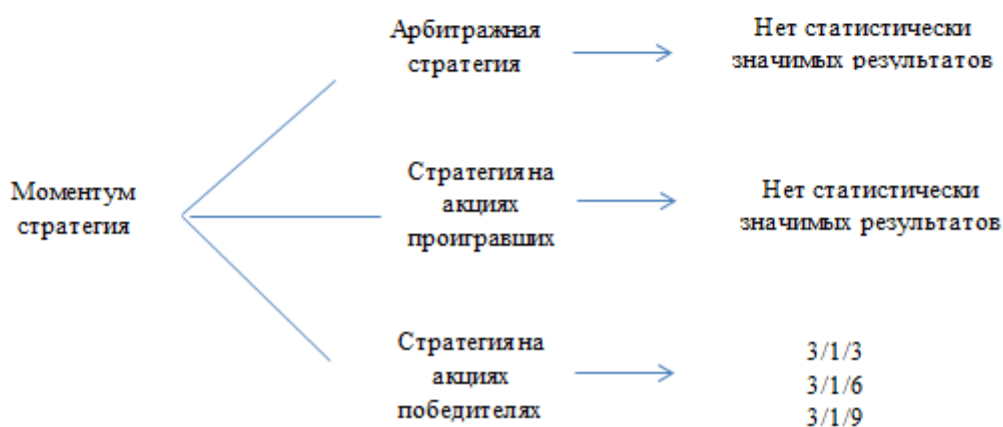 Арбитражная
стратегия
Нет статистически
значимых результатов
Моментум
стратегия
Стратегия на
акциях
проигравших
Нет статистически
значимых результатов
Стратегия на
акциях
победителях
3/1/3
3/1/6
3/1/9